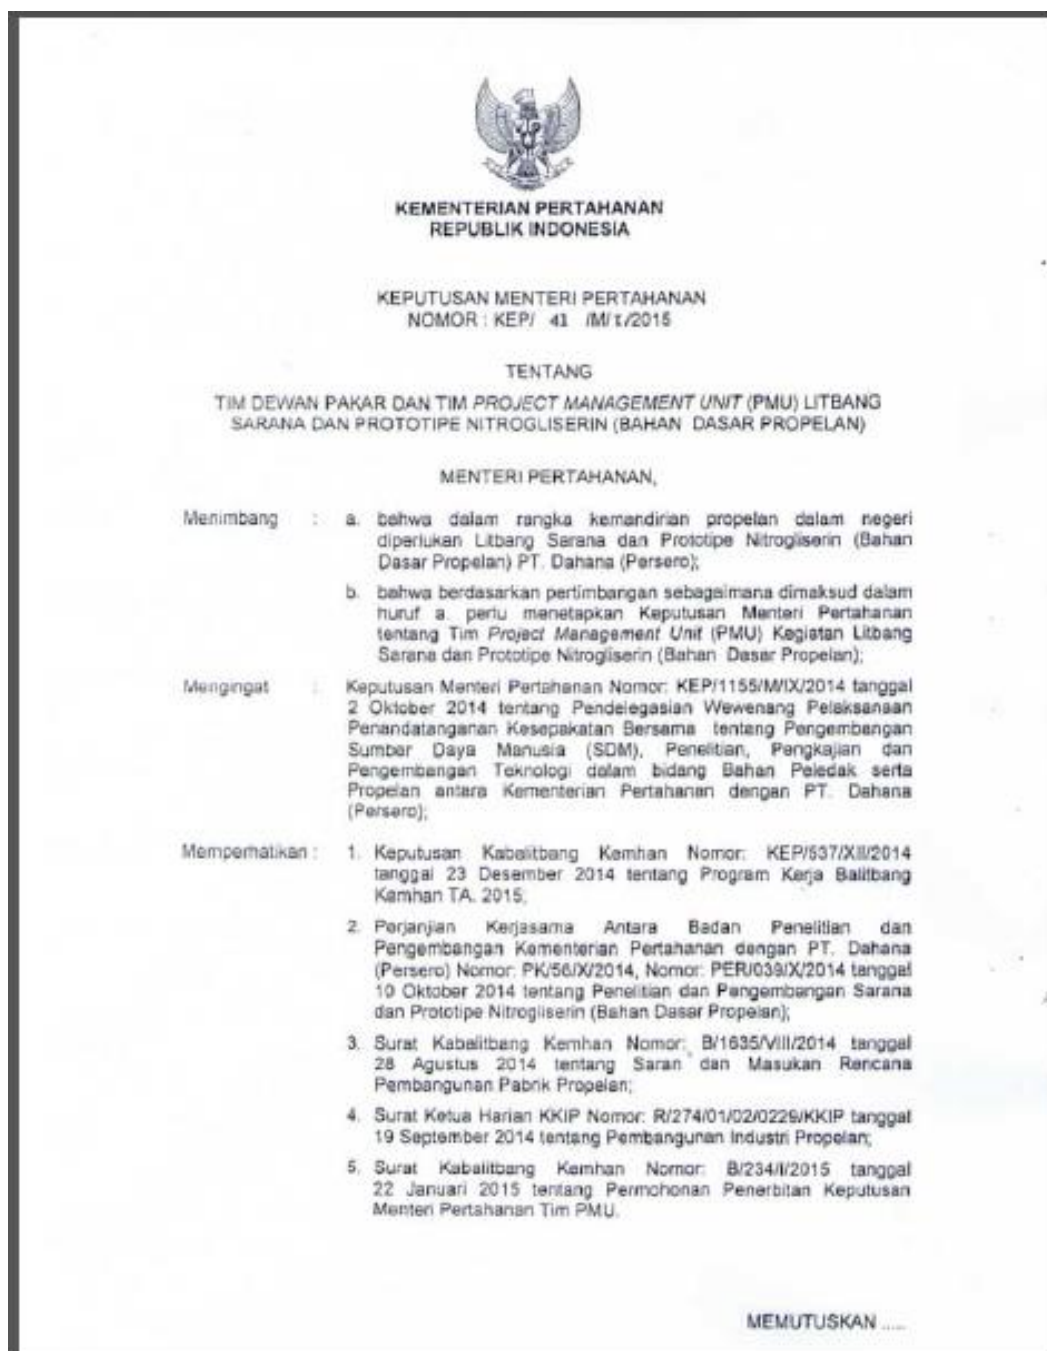 KEMENTERIAN PERTAHANAN
REPUBLIK INDONESIA
KEPUTUSAN MENTERI PERTAHANAN
NOMOR : KEP/ 41 /M/I/2015
TENTANG
TIM DEWAN PAKAR DAN TIM PROJECT MANAGEMENT UNIT (PMU) LITBANG
SARANA DAN PROTOTIPE NITROGLISERIN (BAHAN DASAR PROPELAN)
MENTERI PERTAHANAN,
Menimbang : a. bahwa dalam rangka kemandirian propelan dalam negeri
diperlukan Litbang Sarana dan Prototipe Nitrogliserin (Bahan
Dasar Propelan) PT. Dahana (Persero);
b. bahwa berdasarkan pertimbangan sebagaimana dimaksud dalam
huruf a, perlu menetapkan Keputusan Menteri Pertahanan
tentang Tim Project Management Unit (PMU) Kegiatan Litbang
Sarana dan Prototipe Nitrogliserin (Bahan Dasar Propelan);
Mengingat : Keputusan Menteri Pertahanan Nomor: KEP/1155/M/IX/2014 tanggal
2 Oktober 2014 tentang Pendelegasian Wewenang Pelaksanaan
Penandatanganan Kesepakatan Bersama tentang Pengembangan
Sumber Daya Manusia (SDM), Penelitian, Pengkajian dan
Pengembangan Teknologi dalam bidang Bahan Peledak serta
Propelan antara Kementerian Pertahanan dengan PT. Dahana
(Persero);
Memperhatikan : 1. Keputusan Kabalitbang Kemhan Nomor: KEP/537/XII/2014
tanggal 23 Desember 2014 tentang Program Kerja Balitbang
Kemhan TA. 2015;
2. Perjanjian Kerjasama Antara Badan Penelitian dan
Pengembangan Kementerian Pertahanan dengan PT. Dahana
(Persero) Nomor: PK/56/X/2014, Nomor: PER/039/X/2014 tanggal
10 Oktober 2014 tentang Penelitian dan Pengembangan Sarana
dan Prototipe Nitrogliserin (Bahan Dasar Propelan);
3. Surat Kabalitbang Kemhan Nomor: B/1635/VIII/2014 tanggal
28 Agustus 2014 tentang Saran dan Masukan Rencana
Pembangunan Pabrik Propelan;
4. Surat Ketua Harian KKIP Nomor: R/274/01/02/0229/KKIP tanggal
19 September 2014 tentang Pembangunan Industri Propelan;
5. Surat Kabalitbang Kemhan Nomor: B/234/I/2015 tanggal
22 Januari 2015 tentang Permohonan Penerbitan Keputusan
Menteri Pertahanan Tim PMU.
MEMUTUSKAN .....